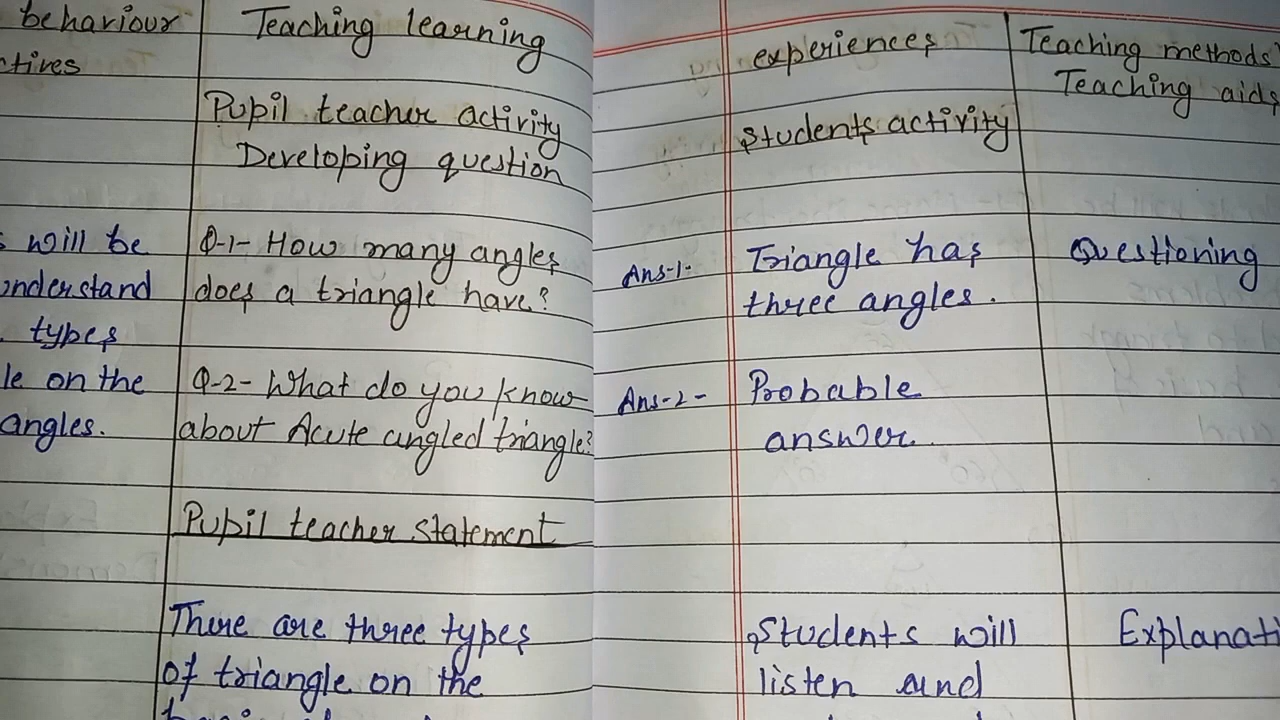 behaviour
ctives
s will be
understand
types
le on the
angles.
Teaching learning
Pupil teacher activity
Developing question
Q-1- How many angles
does a triangle have?
Q-2- What do you know
about Acute angled triangle?
Pupil teacher statement
There are three types
of triangle on the
experiences
Students activity
Ans-1- Triangle has
three angles.
Ans-2- Probable
answer.
Students will
listen and
Teaching methods
Teaching aids
Questioning
Explanati